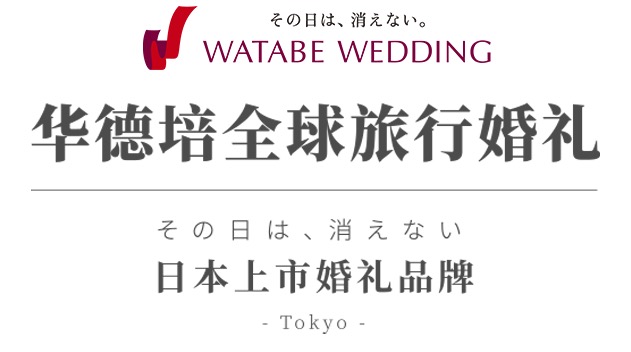 その日は、消えない。
WATABE WEDDING
华德培全球旅行婚礼
その日は、消えない
日本上市婚礼品牌
- Tokyo -